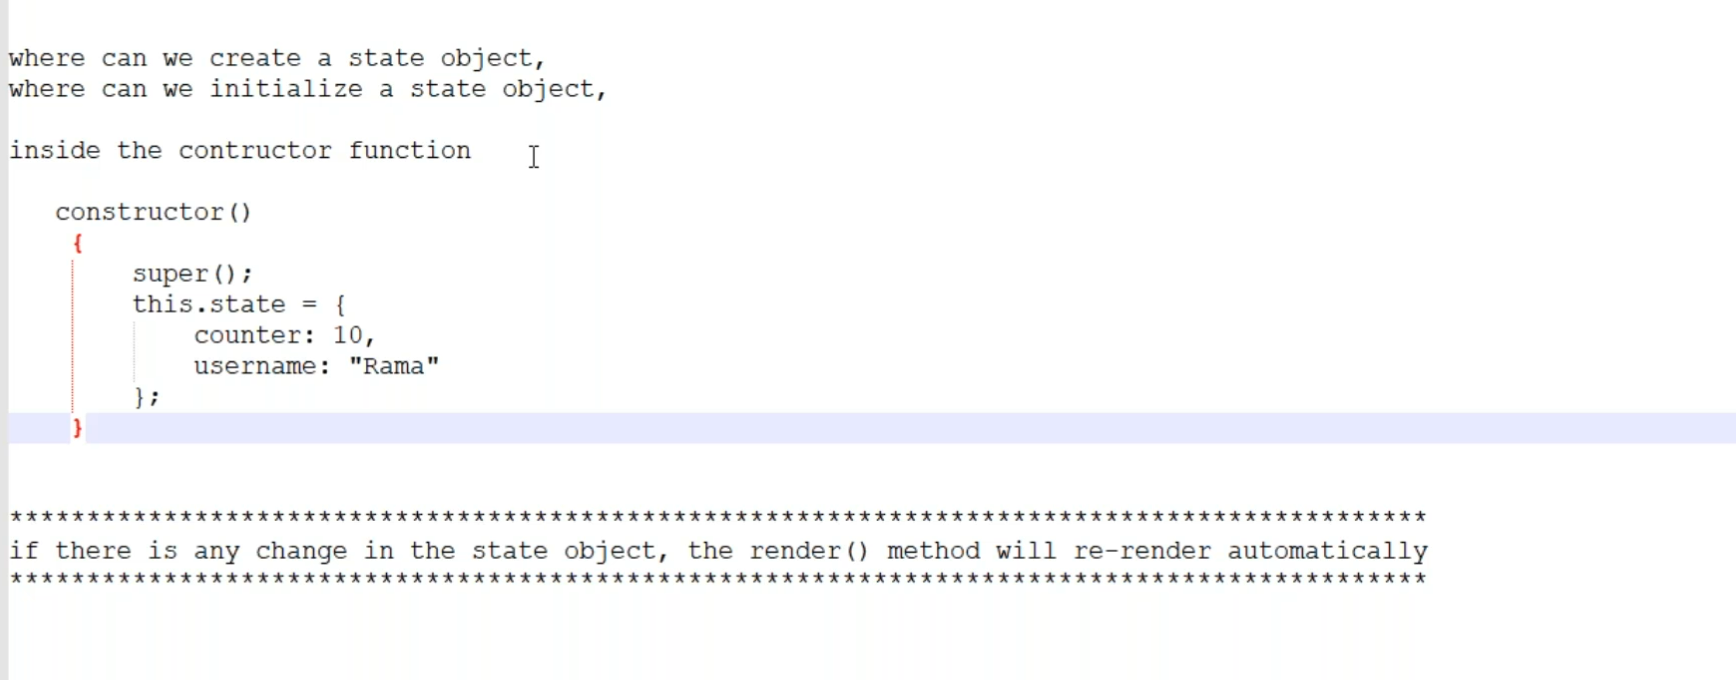 where can we create a state object,
where can we initialize a state object,
inside the contructor function
constructor()
{
super();
this.state = {
counter: 10,
username: "Rama"
};
}
********************************************************************************************
if there is any change in the state object, the render() method will re-render automatically
********************************************************************************************